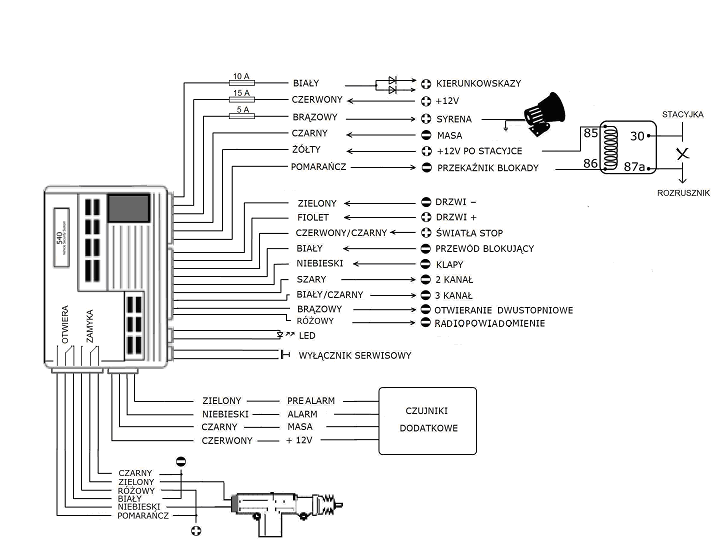 10 A BIAŁY KIERUNKOWSKAZY
15 A CZERWONY +12V
5 A BRĄZOWY SYRENA
CZARNY MASA
ŻÓŁTY +12V PO STACYJCE
POMARAŃCZ PRZEKAŹNIK BLOKADY
STACYJKA
85 30
86 87a
ROZRUSZNIK
ZIELONY DRZWI –
FIOLET DRZWI +
CZERWONY/CZARNY ŚWIATŁA STOP
BIAŁY PRZEWÓD BLOKUJĄCY
NIEBIESKI KLAPY
SZARY 2 KANAŁ
BIAŁY/CZARNY 3 KANAŁ
BRĄZOWY OTWIERANIE DWUSTOPNIOWE
RÓŻOWY RADIOPOWIADOMIENIE
LED
WYŁĄCZNIK SERWISOWY
540
OTWIERA
ZAMYKA
ZIELONY PREALARM
NIEBIESKI ALARM
CZARNY MASA
CZERWONY + 12V
CZUJNIKI
DODATKOWE
CZARNY
ZIELONY
RÓŻOWY
BIAŁY
NIEBIESKI
POMARAŃCZ